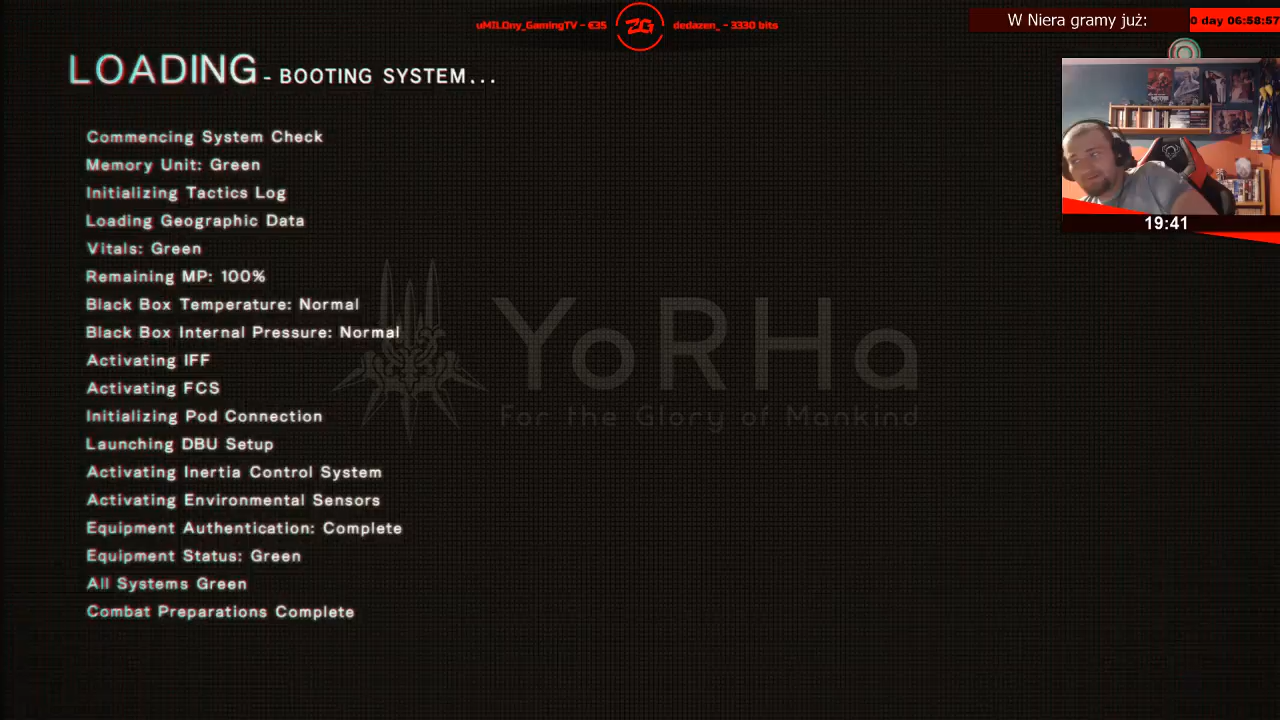 uMILOny_GamingTV - €35
ZG
dedazen_ - 3330 bits
W Niera gramy już:
0 day 06:58:57
LOADING - BOOTING SYSTEM...
Commencing System Check
Memory Unit: Green
Initializing Tactics Log
Loading Geographic Data
Vitals: Green
Remaining MP: 100%
Black Box Temperature: Normal
Black Box Internal Pressure: Normal
Activating IFF
Activating FCS
Initializing Pod Connection
Launching DBU Setup
Activating Inertia Control System
Activating Environmental Sensors
Equipment Authentication: Complete
Equipment Status: Green
All Systems Green
Combat Preparations Complete
YoRHa
For the Glory of Mankind
19:41